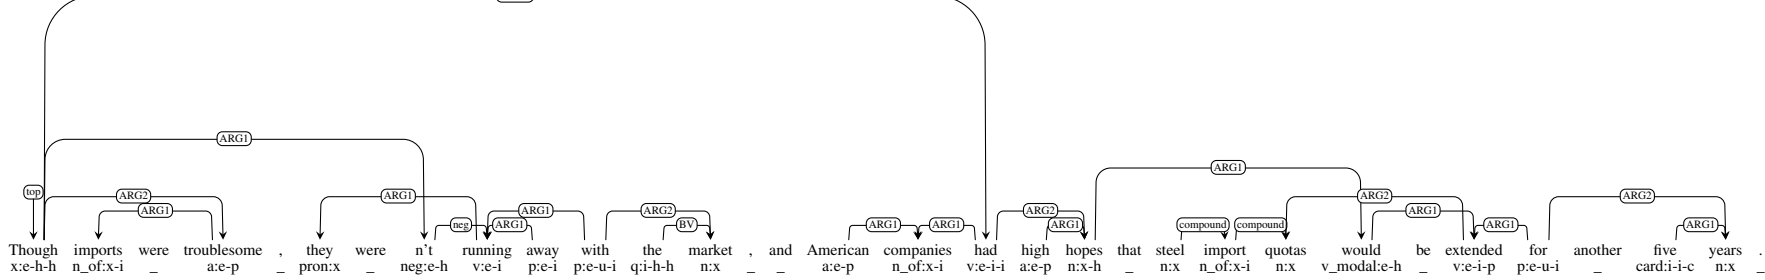 ARG1
top ARG2 ARG1 ARG1 ARG2 ARG2
ARG1 neg ARG1 ARG1 ARG2 BV ARG1 ARG1 ARG2 ARG1 compound compound ARG1 ARG1 ARG1
Though imports were troublesome , they were n't running away with the market , and American companies had high hopes that steel import quotas would be extended for another five years .
x:e-h-h n_of:x-i _ a:e-p _ pron:x _ neg:e-h v:e-i p:e-i p:e-u-i q:i-h-h n:x _ _ a:e-p n_of:x-i v:e-i-i a:e-p n:x-h _ n:x n_of:x-i n:x v_modal:e-h _ v:e-i-p p:e-u-i _ card:i-i-c n:x _